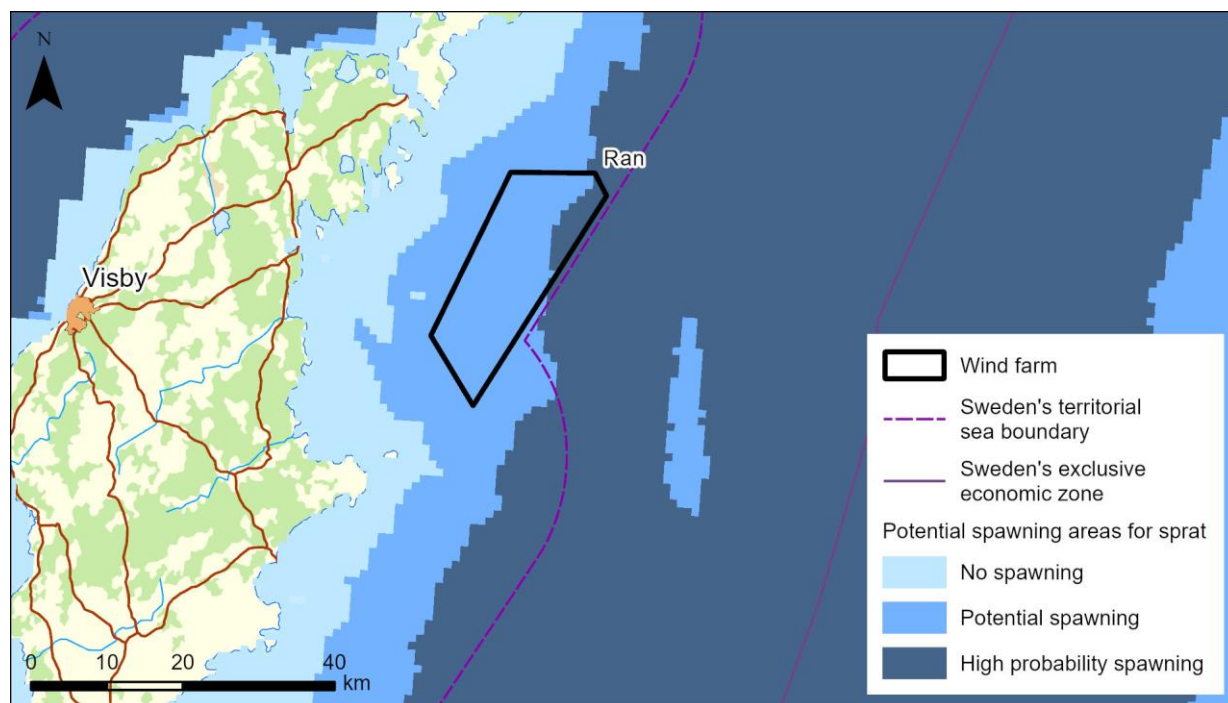 N
Ran
Visby
Wind farm
Sweden's territorial
sea boundary
Sweden's exclusive
economic zone
Potential spawning areas for sprat
No spawning
Potential spawning
High probability spawning
0 10 20 40
km